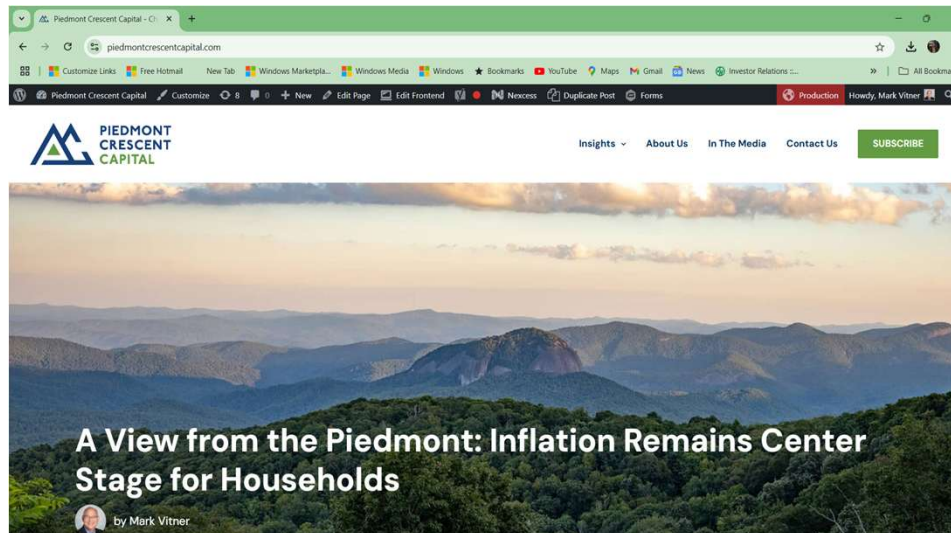 Piedmont Crescent Capital - Ch
piedmontcrescentcapital.com
Customize Links Free Hotmail New Tab Windows Marketpla... Windows Media Windows Bookmarks YouTube Maps Gmail News Investor Relations ::... » All Bookma
Piedmont Crescent Capital Customize 8 0 + New Edit Page Edit Frontend Nexcess Duplicate Post Forms Production Howdy, Mark Vitner
PIEDMONT
CRESCENT
CAPITAL
Insights About Us In The Media Contact Us SUBSCRIBE
A View from the Piedmont: Inflation Remains Center
Stage for Households
by Mark Vitner